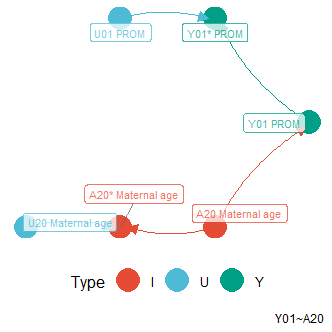 U01 PROM
Y01* PROM
Y01 PROM
A20* Maternal age
A20 Maternal age
U20 Maternal age
Type I U Y
Y01~A20